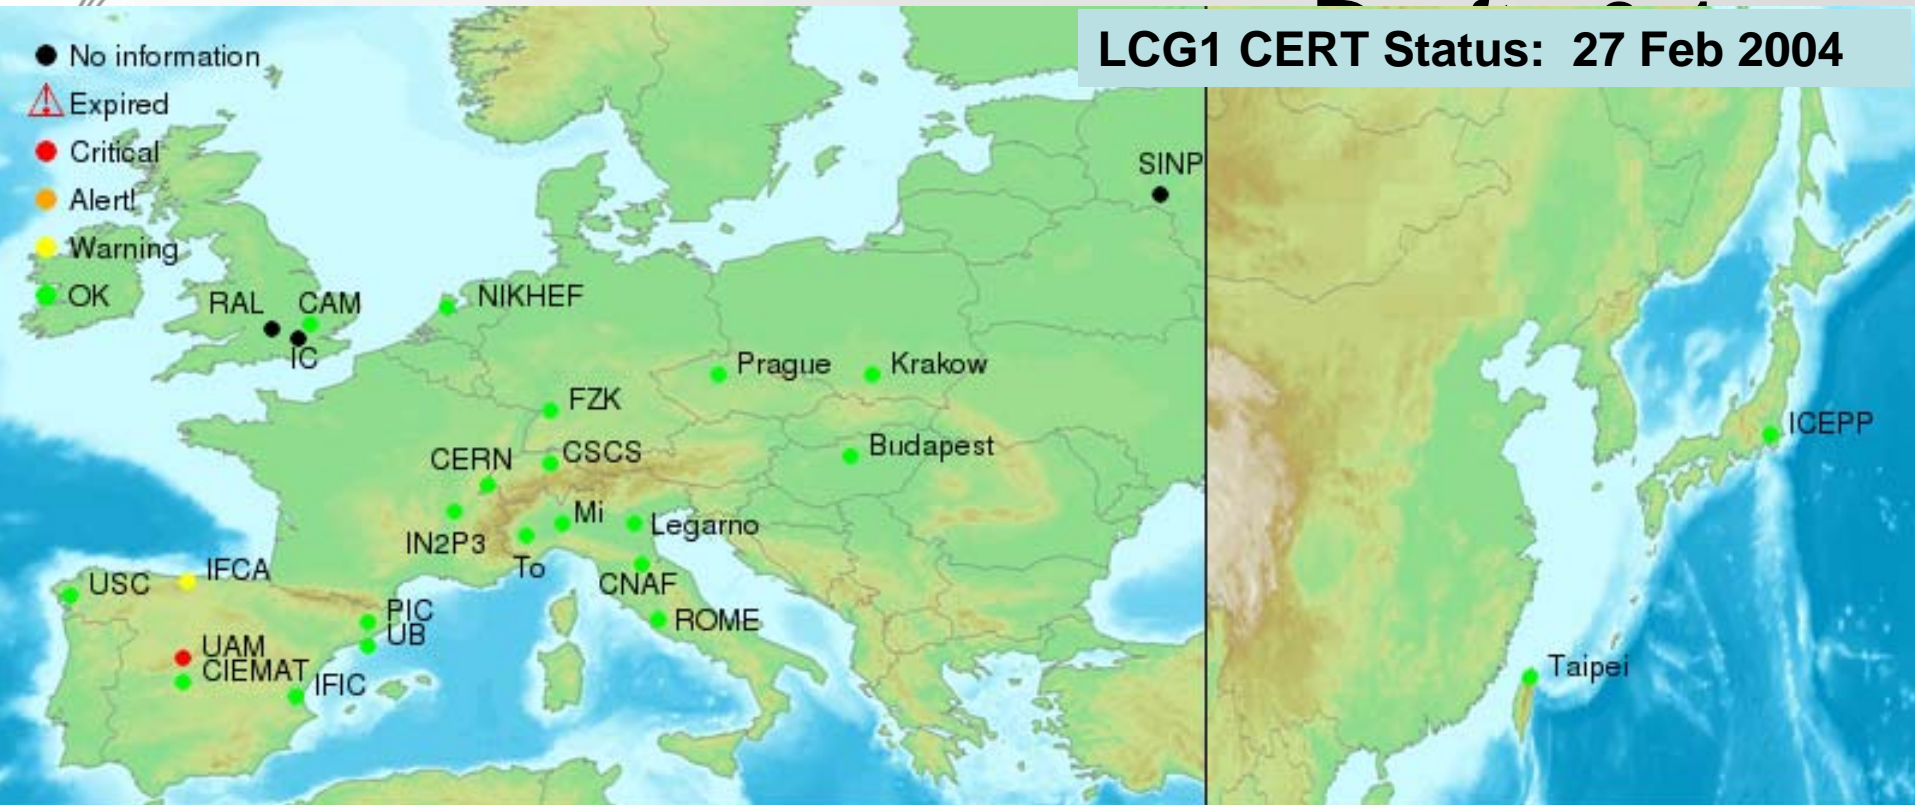 LCG1 CERT Status: 27 Feb 2004
No information
Expired
Critical
Alert!
Warning
OK
SINP
RAL
CAM
IC
NIKHEF
Prague
Krakow
FZK
CERN
CSCS
Budapest
ICEPP
IN2P3
Mi
Legarno
To
CNAF
USC
IFCA
PIC
UB
ROME
UAM
CIEMAT
IFIC
Taipei